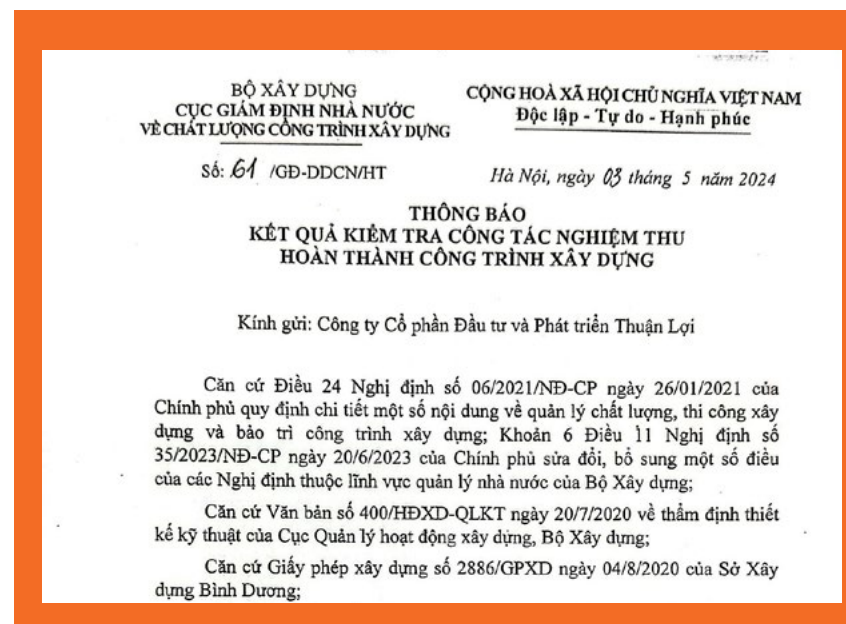 BỘ XÂY DỰNG
CỤC GIÁM ĐỊNH NHÀ NƯỚC
VỀ CHẤT LƯỢNG CÔNG TRÌNH XÂY DỰNG
Số: 61 /GĐ-DDCN/HT
CỘNG HOÀ XÃ HỘI CHỦ NGHĨA VIỆT NAM
Độc lập - Tự do - Hạnh phúc
Hà Nội, ngày 03 tháng 5 năm 2024
THÔNG BÁO
KẾT QUẢ KIỂM TRA CÔNG TÁC NGHIỆM THU
HOÀN THÀNH CÔNG TRÌNH XÂY DỰNG
Kính gửi: Công ty Cổ phần Đầu tư và Phát triển Thuận Lợi
Căn cứ Điều 24 Nghị định số 06/2021/NĐ-CP ngày 26/01/2021 của
Chính phủ quy định chi tiết một số nội dung về quản lý chất lượng, thi công xây
dựng và bảo trì công trình xây dựng; Khoản 6 Điều 11 Nghị định số
35/2023/NĐ-CP ngày 20/6/2023 của Chính phủ sửa đổi, bổ sung một số điều
của các Nghị định thuộc lĩnh vực quản lý nhà nước của Bộ Xây dựng;
Căn cứ Văn bản số 400/HĐXD-QLKT ngày 20/7/2020 về thẩm định thiết
kế kỹ thuật của Cục Quản lý hoạt động xây dựng, Bộ Xây dựng;
Căn cứ Giấy phép xây dựng số 2886/GPXD ngày 04/8/2020 của Sở Xây
dựng Bình Dương;